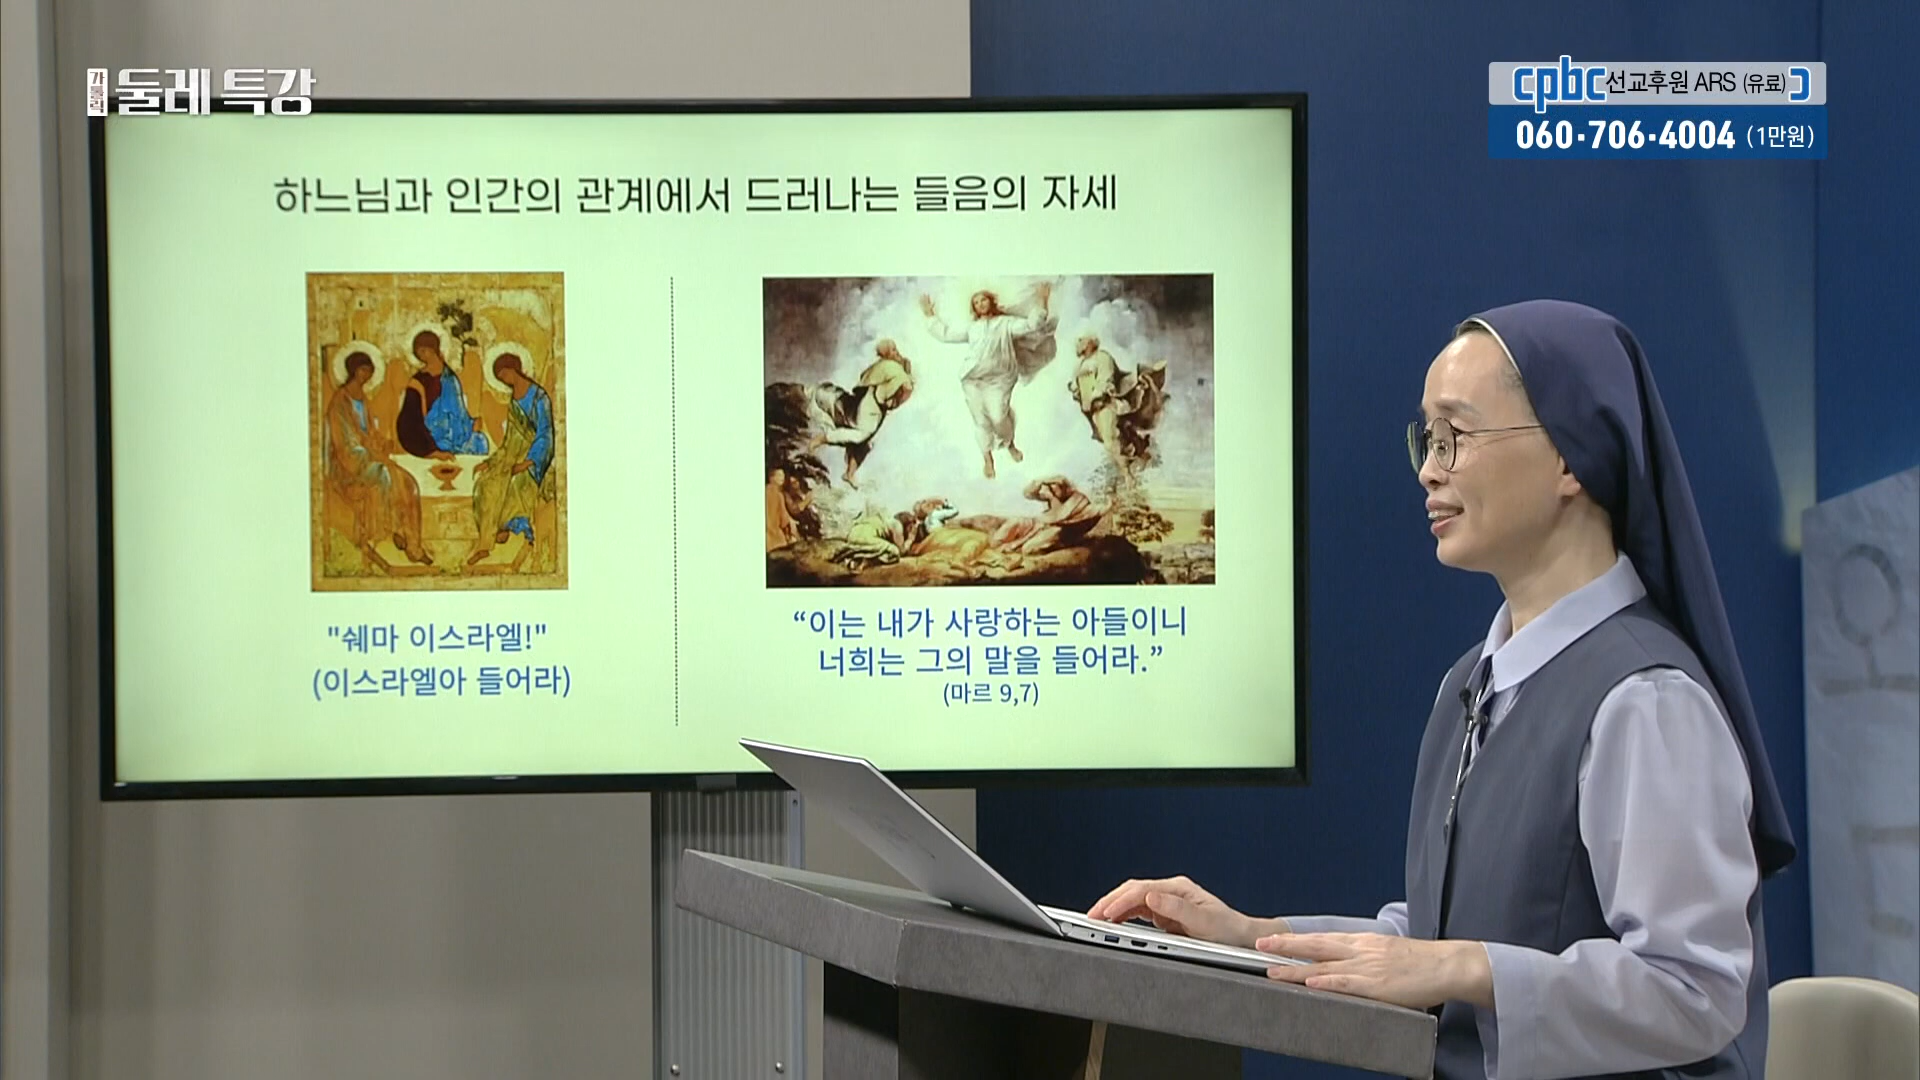 가톨릭
둘레 특강
cpbc 선교후원 ARS (유료)
060·706·4004 (1만원)
하느님과 인간의 관계에서 드러나는 들음의 자세
"쉐마 이스라엘!"
(이스라엘아 들어라)
“이는 내가 사랑하는 아들이니
너희는 그의 말을 들어라.”
(마르 9,7)